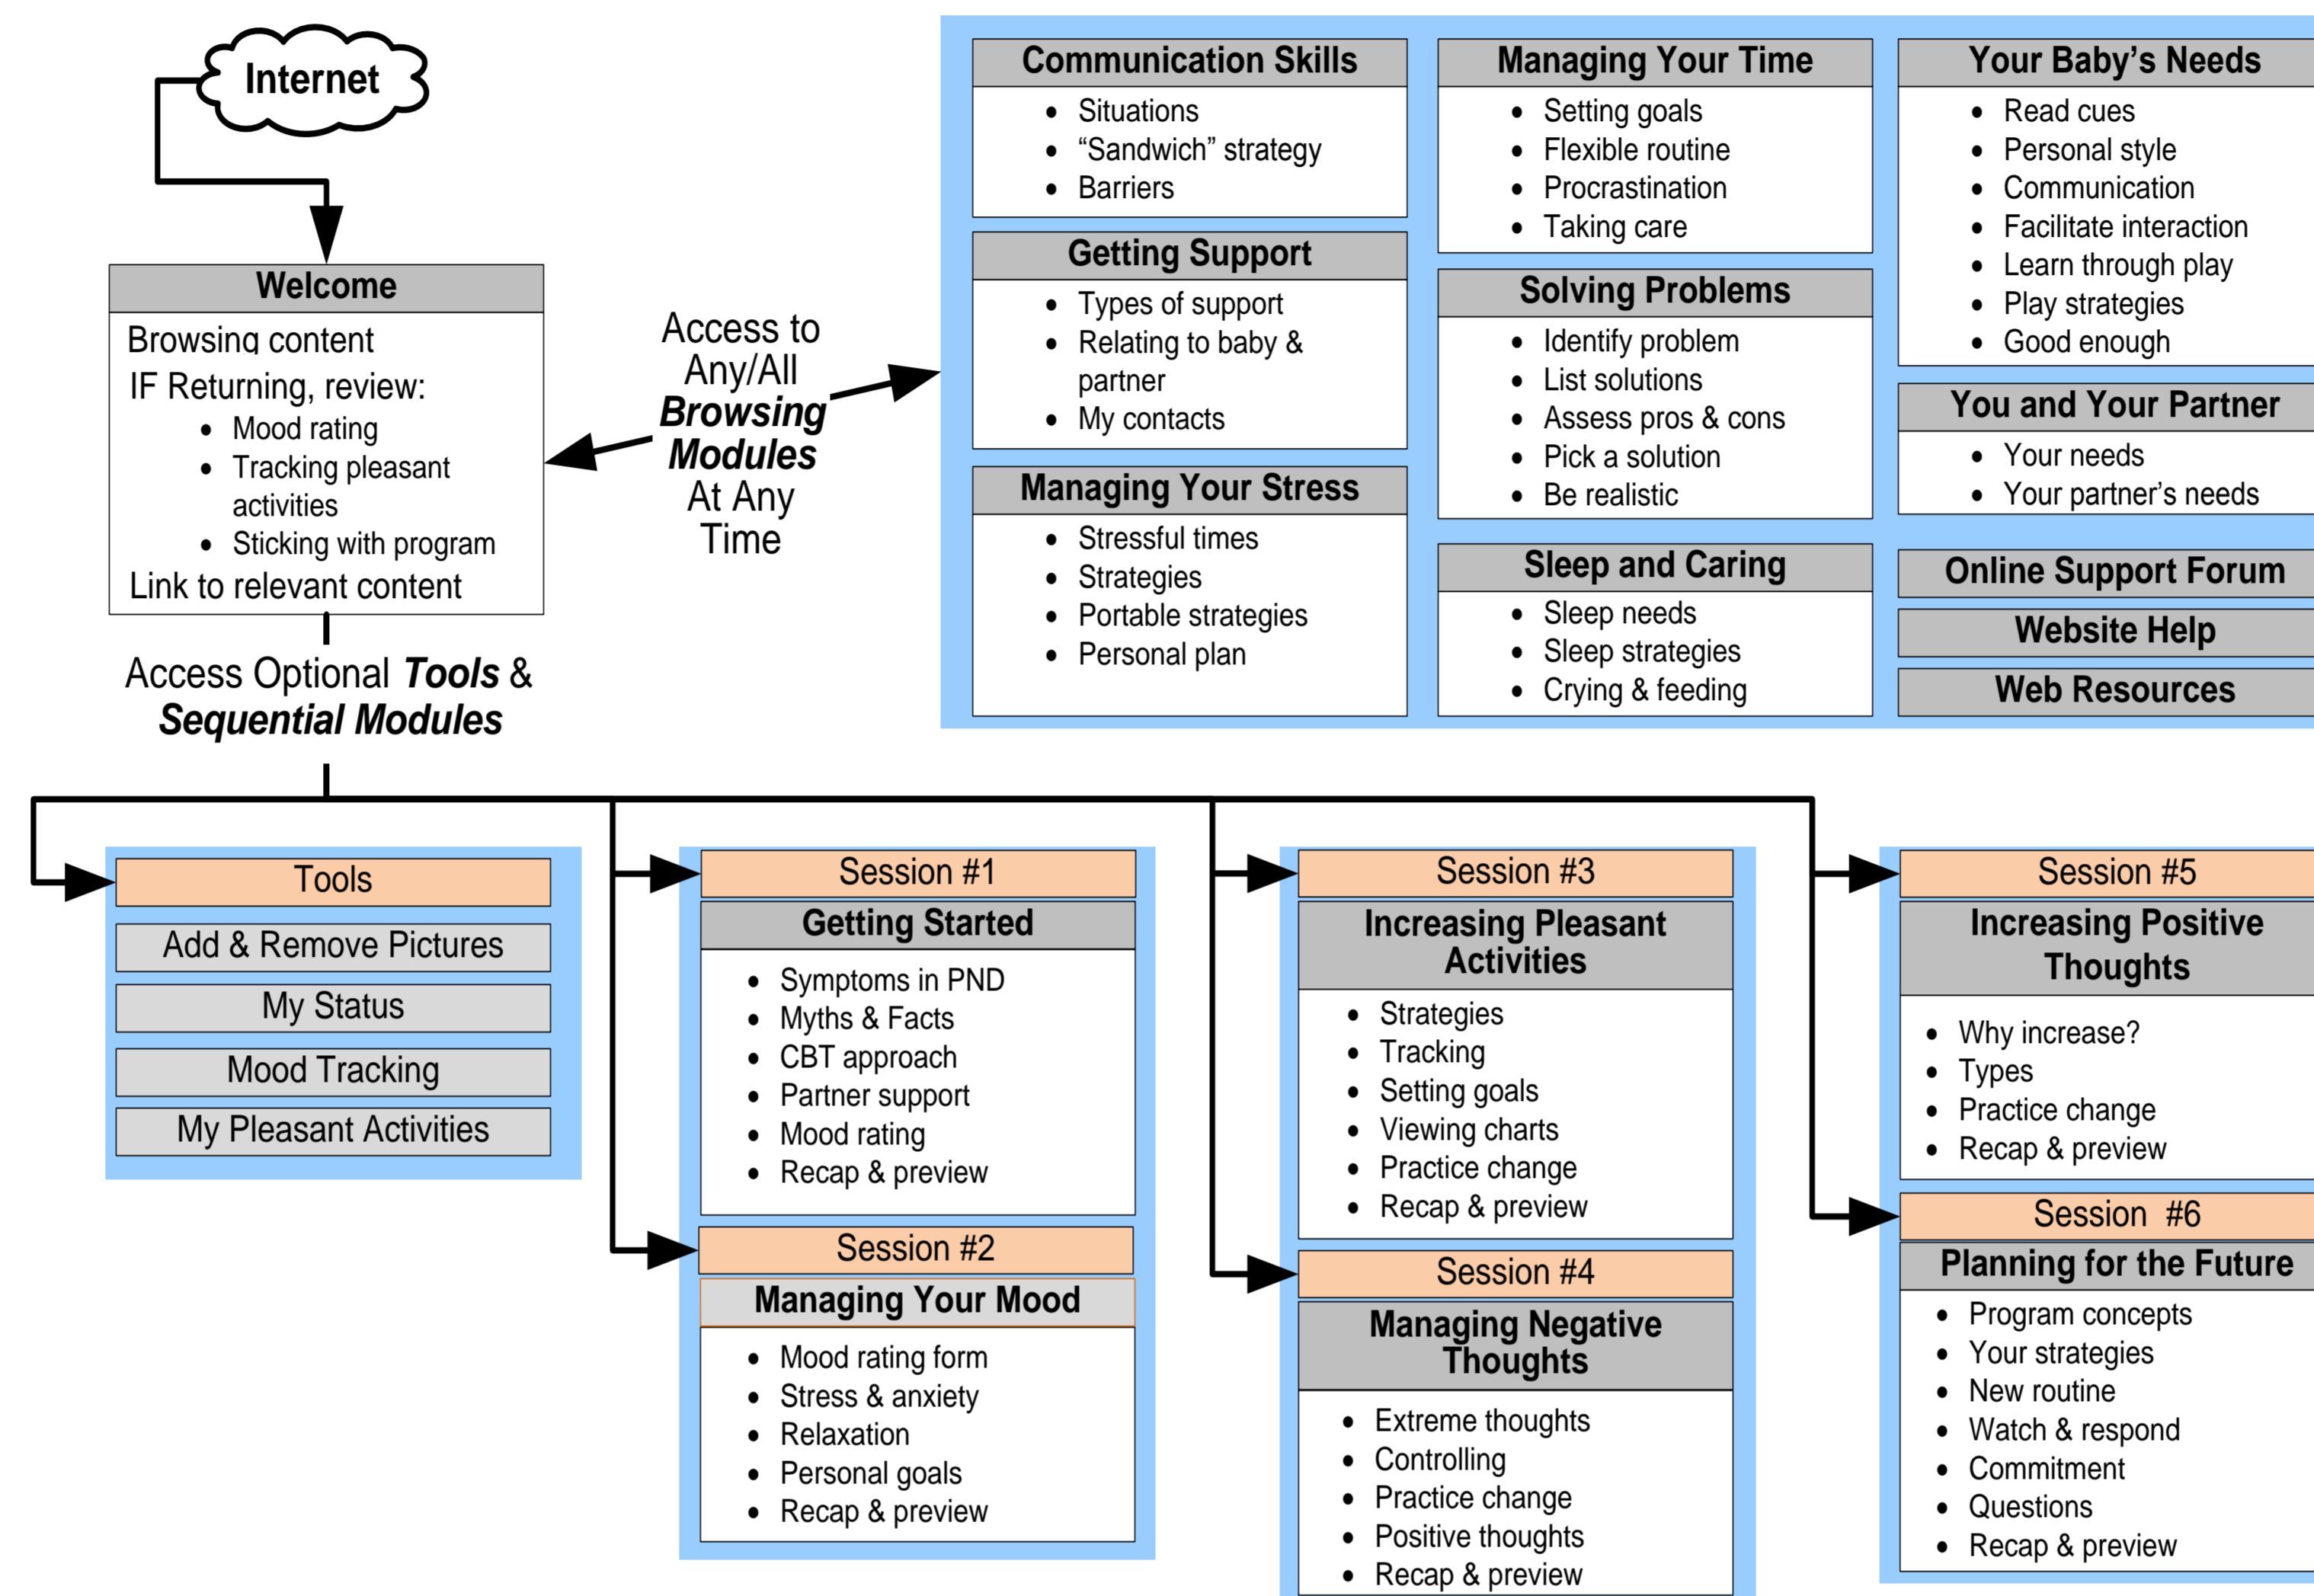 Internet
Welcome
Browsing content
IF Returning, review:
• Mood rating
• Tracking pleasant
activities
• Sticking with program
Link to relevant content
Access to
Any/All
Browsing
Modules
At Any
Time
Communication Skills
• Situations
• “Sandwich” strategy
• Barriers
Getting Support
• Types of support
• Relating to baby &
partner
• My contacts
Managing Your Stress
• Stressful times
• Strategies
• Portable strategies
• Personal plan
Managing Your Time
• Setting goals
• Flexible routine
• Procrastination
• Taking care
Solving Problems
• Identify problem
• List solutions
• Assess pros & cons
• Pick a solution
• Be realistic
Sleep and Caring
• Sleep needs
• Sleep strategies
• Crying & feeding
Your Baby’s Needs
• Read cues
• Personal style
• Communication
• Facilitate interaction
• Learn through play
• Play strategies
• Good enough
You and Your Partner
• Your needs
• Your partner’s needs
Online Support Forum
Website Help
Web Resources
Access Optional Tools &
Sequential Modules
Tools
Add & Remove Pictures
My Status
Mood Tracking
My Pleasant Activities
Session #1
Getting Started
• Symptoms in PND
• Myths & Facts
• CBT approach
• Partner support
• Mood rating
• Recap & preview
Session #2
Managing Your Mood
• Mood rating form
• Stress & anxiety
• Relaxation
• Personal goals
• Recap & preview
Session #3
Increasing Pleasant
Activities
• Strategies
• Tracking
• Setting goals
• Viewing charts
• Practice change
• Recap & preview
Session #4
Managing Negative
Thoughts
• Extreme thoughts
• Controlling
• Practice change
• Positive thoughts
• Recap & preview
Session #5
Increasing Positive
Thoughts
• Why increase?
• Types
• Practice change
• Recap & preview
Session #6
Planning for the Future
• Program concepts
• Your strategies
• New routine
• Watch & respond
• Commitment
• Questions
• Recap & preview